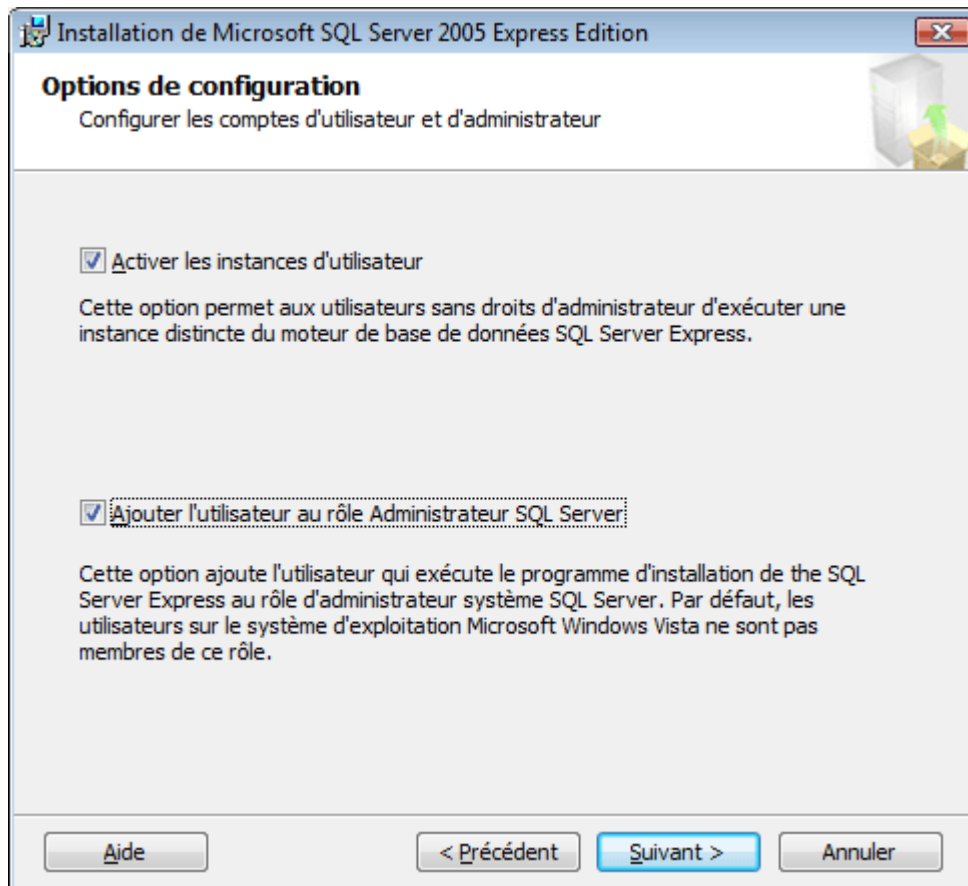 Installation de Microsoft SQL Server 2005 Express Edition
Options de configuration
Configurer les comptes d'utilisateur et d'administrateur
Activer les instances d'utilisateur
Cette option permet aux utilisateurs sans droits d'administrateur d'exécuter une
instance distincte du moteur de base de données SQL Server Express.
Ajouter l'utilisateur au rôle Administrateur SQL Server
Cette option ajoute l'utilisateur qui exécute le programme d'installation de the SQL
Server Express au rôle d'administrateur système SQL Server. Par défaut, les
utilisateurs sur le système d'exploitation Microsoft Windows Vista ne sont pas
membres de ce rôle.
Aide
< Précédent
Suivant >
Annuler